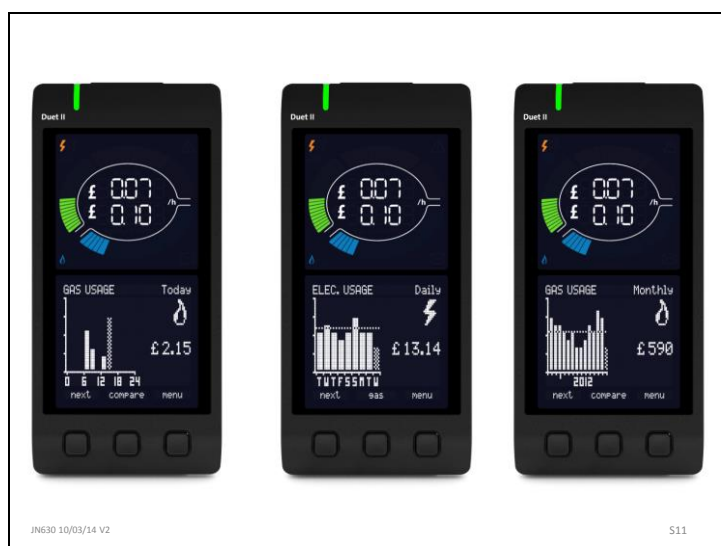 Duet II
£ 0.07
£ 0.10
/h
GAS USAGE Today
£2.15
0 6 12 18 24
next compare menu
Duet II
£ 0.07
£ 0.10
/h
ELEC. USAGE Daily
£13.14
TWTFSSMTW
next gas menu
Duet II
£ 0.07
£ 0.10
/h
GAS USAGE Monthly
£590
2012
next compare menu
JN630 10/03/14 V2
S11